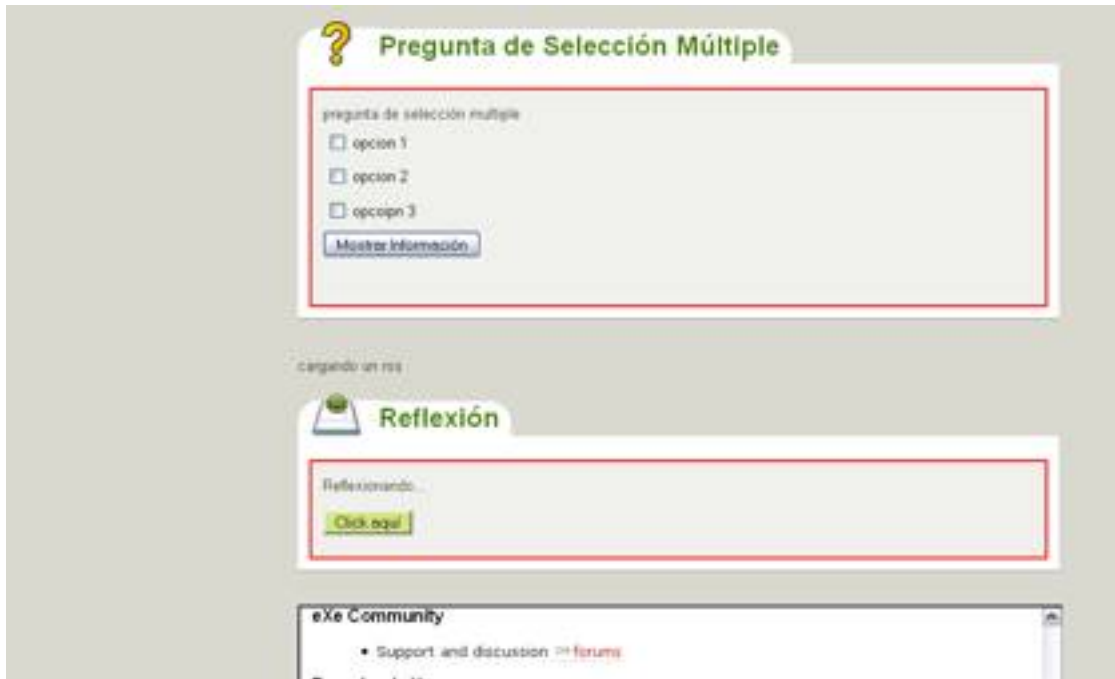 Pregunta de Selección Múltiple
pregunta de selección multiple
opcion 1
opcion 2
opcoipn 3
Mostrar Información
cargando un rss
Reflexión
Reflexionando...
Click aquí
eXe Community
Support and discussion forums